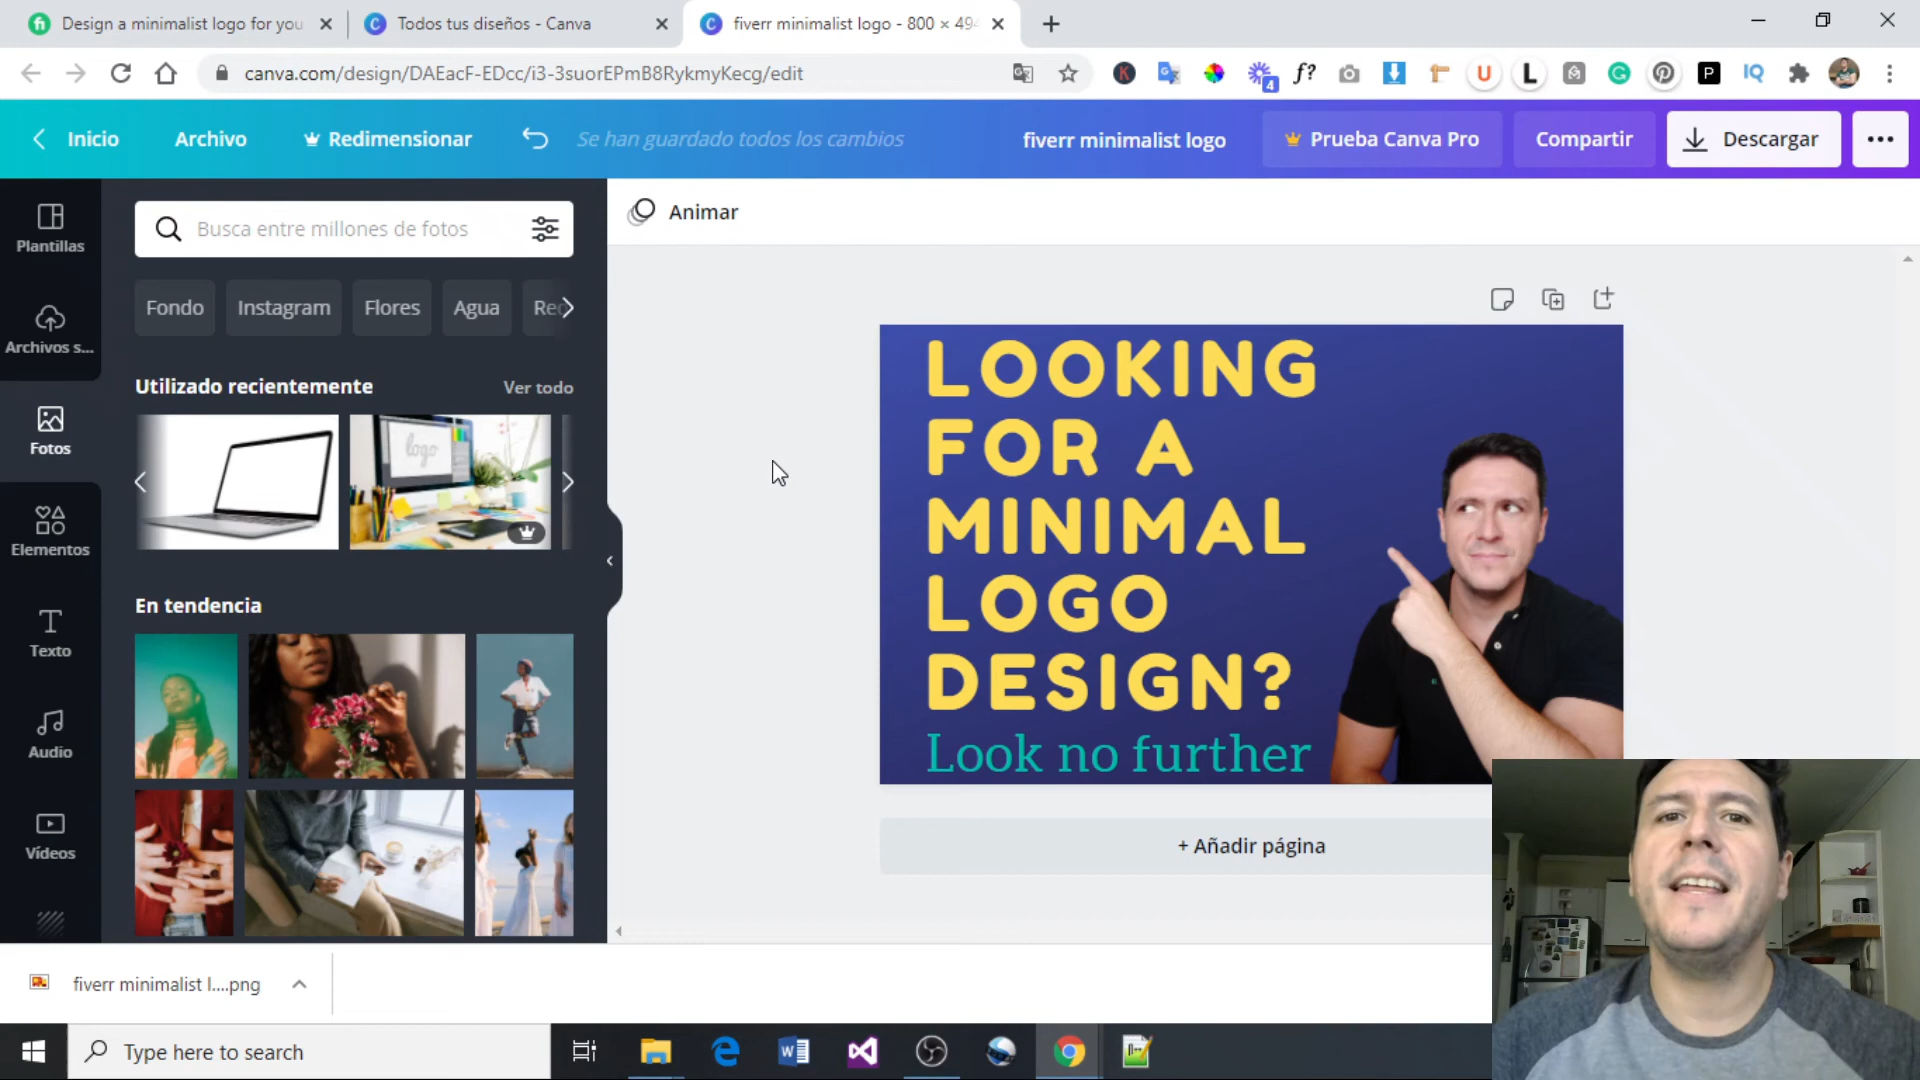 Design a minimalist logo for you
Todos tus diseños - Canva
fiverr minimalist logo - 800 × 494
canva.com/design/DAEacF-EDcc/i3-3suorEPmB8RykmyKecg/edit
4
f?
U
L
P
IQ
Inicio
Archivo
Redimensionar
Se han guardado todos los cambios
fiverr minimalist logo
Prueba Canva Pro
Compartir
Descargar
Plantillas
Archivos s...
Fotos
Elementos
Texto
Audio
Vídeos
Busca entre millones de fotos
Fondo
Instagram
Flores
Agua
Utilizado recientemente
Ver todo
logo
En tendencia
Animar
LOOKING
FOR A
MINIMAL
LOGO
DESIGN?
Look no further
+ Añadir página
fiverr minimalist l....png
Type here to search